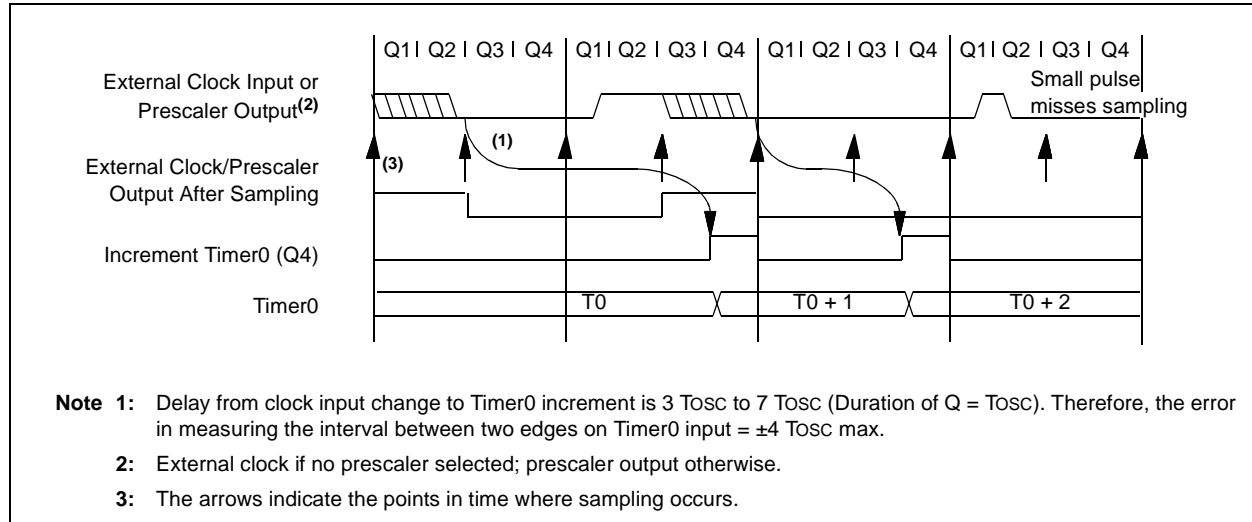 Q1 | Q2 | Q3 | Q4 Q1 | Q2 | Q3 | Q4 Q1 | Q2 | Q3 | Q4 Q1 | Q2 | Q3 | Q4
External Clock Input or
Prescaler Output(2)
Small pulse
misses sampling
(1)
(3)
External Clock/Prescaler
Output After Sampling
Increment Timer0 (Q4)
Timer0
T0 T0 + 1 T0 + 2
Note 1: Delay from clock input change to Timer0 increment is 3 TOSC to 7 TOSC (Duration of Q = TOSC). Therefore, the error
in measuring the interval between two edges on Timer0 input = ±4 TOSC max.
2: External clock if no prescaler selected; prescaler output otherwise.
3: The arrows indicate the points in time where sampling occurs.